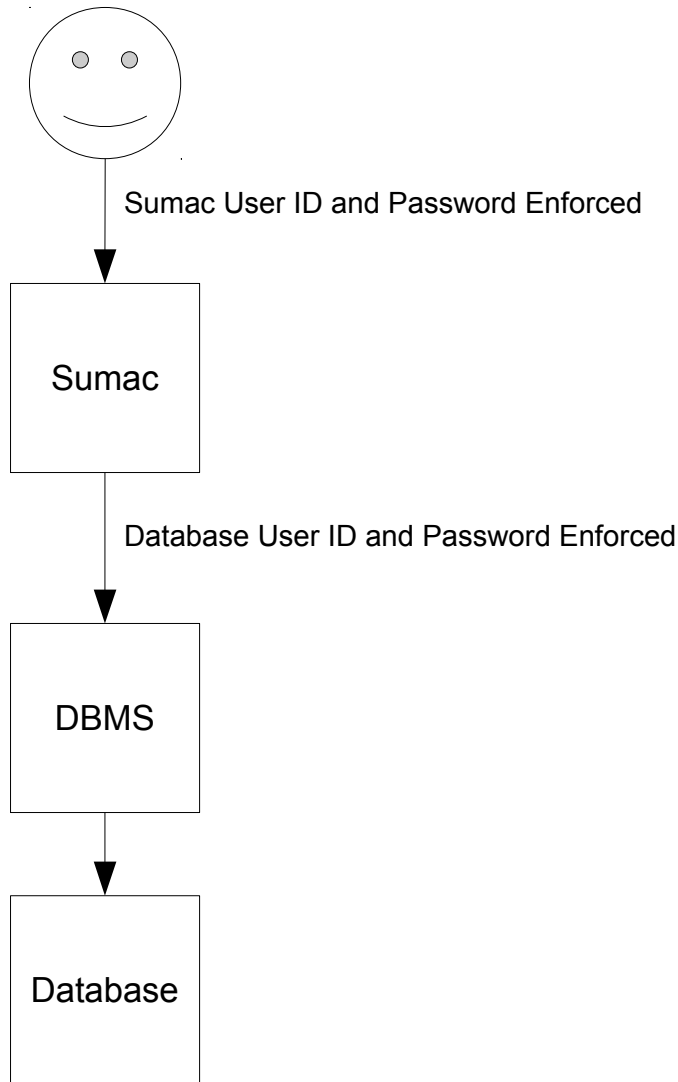 Sumac User ID and Password Enforced
Sumac
Database User ID and Password Enforced
DBMS
Database